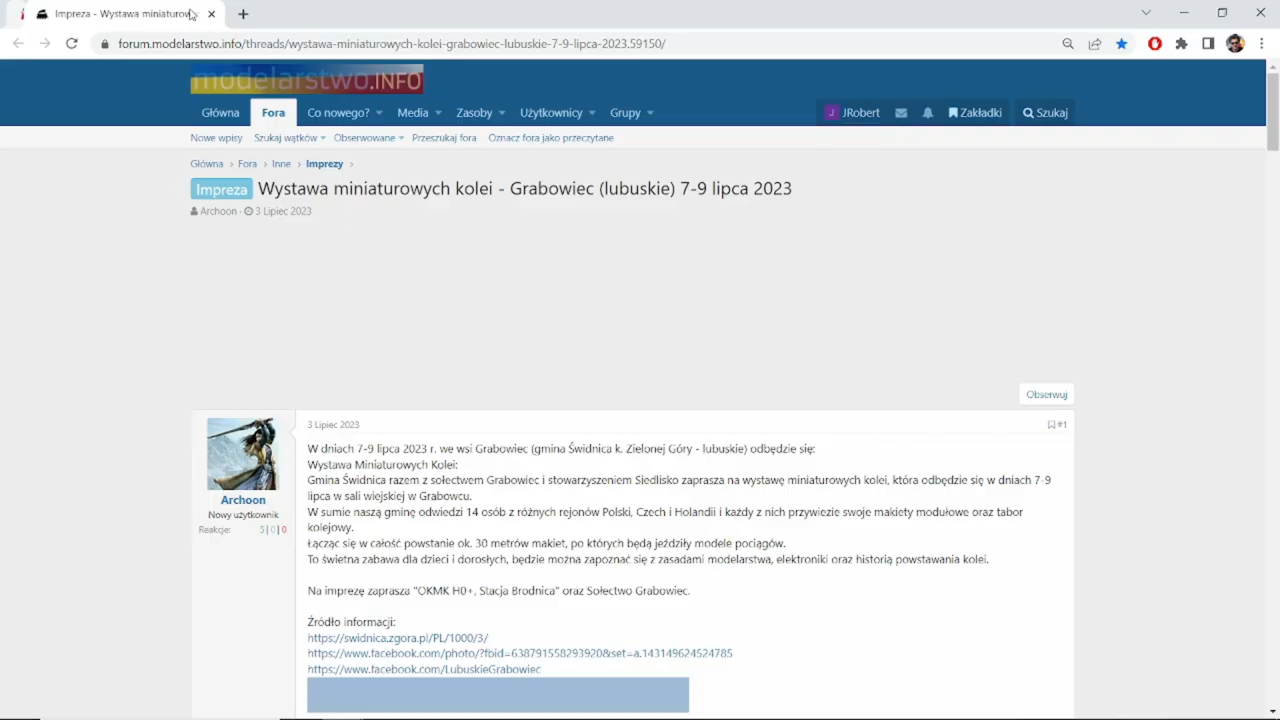 Impreza - Wystawa miniaturow
forum.modelarstwo.info/threads/wystawa-miniaturowych-kolei-grabowiec-lubuskie-7-9-lipca-2023.59150/
modelarstwo.INFO
Główna Fora Co nowego? Media Zasoby Użytkownicy Grupy J JRobert Zakładki Szukaj
Nowe wpisy Szukaj wątków Obserwowane Przeszukaj fora Oznacz fora jako przeczytane
Główna › Fora › Inne › Imprezy ›
Impreza Wystawa miniaturowych kolei - Grabowiec (lubuskie) 7-9 lipca 2023
Archoon · 3 Lipiec 2023
Obserwuj
3 Lipiec 2023 #1
W dniach 7-9 lipca 2023 r. we wsi Grabowiec (gmina Świdnica k. Zielonej Góry - lubuskie) odbędzie się:
Wystawa Miniaturowych Kolei:
Gmina Świdnica razem z sołectwem Grabowiec i stowarzyszeniem Siedlisko zaprasza na wystawę miniaturowych kolei, która odbędzie się w dniach 7-9
lipca w sali wiejskiej w Grabowcu.
W sumie naszą gminę odwiedzi 14 osób z różnych rejonów Polski, Czech i Holandii i każdy z nich przywiezie swoje makiety modułowe oraz tabor
kolejowy.
Łącząc się w całość powstanie ok. 30 metrów makiet, po których będą jeździły modele pociągów.
To świetna zabawa dla dzieci i dorosłych, będzie można zapoznać się z zasadami modelarstwa, elektroniki oraz historią powstawania kolei.
Na imprezę zaprasza "OKMK H0+, Stacja Brodnica" oraz Sołectwo Grabowiec.
Źródło informacji:
https://swidnica.zgora.pl/PL/1000/3/
https://www.facebook.com/photo/?fbid=638791558293920&set=a.143149624524785
https://www.facebook.com/LubuskieGrabowiec
Archoon
Nowy użytkownik
Reakcje: 5|0|0